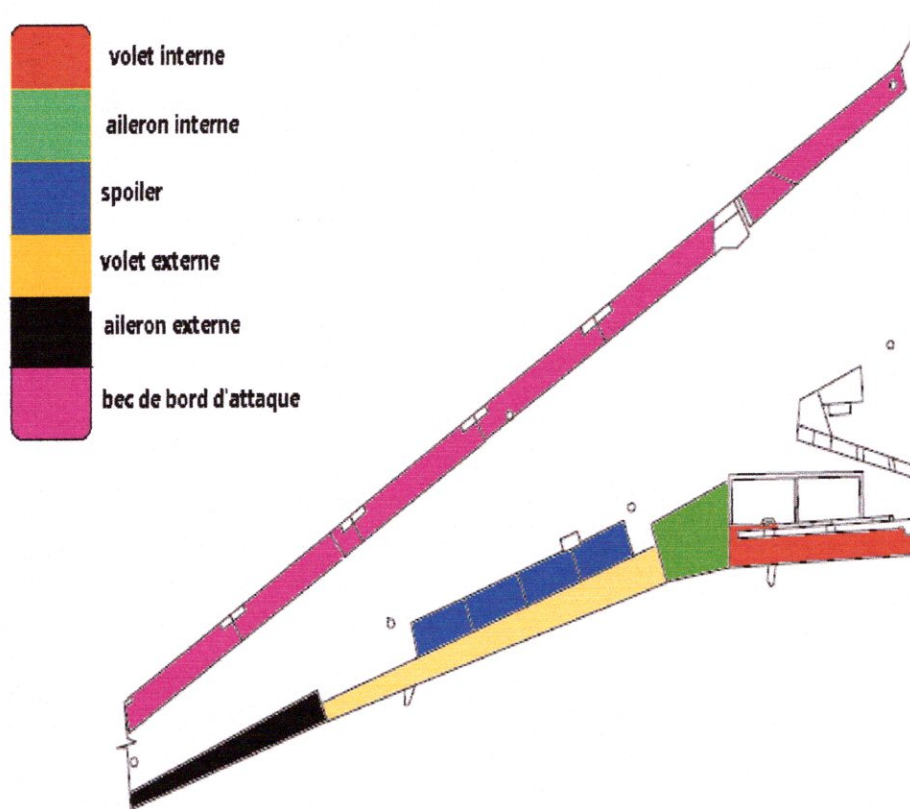 volet interne
aileron interne
spoiler
volet externe
aileron externe
bec de bord d'attaque